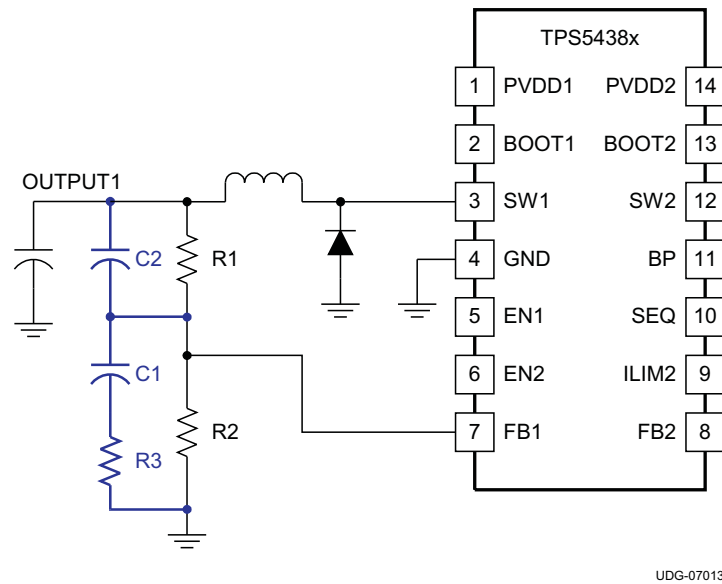 TPS5438x
1 PVDD1 PVDD2 14
2 BOOT1 BOOT2 13
OUTPUT1
3 SW1 SW2 12
C2 R1
4 GND BP 11
5 EN1 SEQ 10
C1
6 EN2 ILIM2 9
R2
7 FB1 FB2 8
R3
UDG-07013